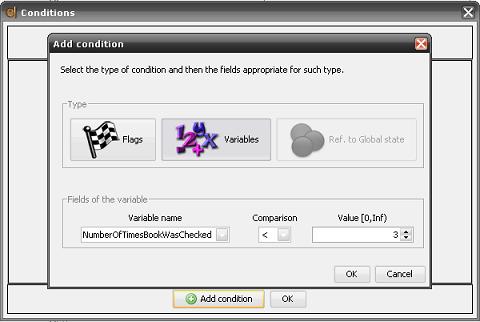 Conditions
Add condition
Select the type of condition and then the fields appropriate for such type.
Type
Flags
Variables
Ref. to Global state
Fields of the variable
Variable name Comparison Value [0,Inf)
NumberOfTimesBookWasChecked < 3
OK Cancel
Add condition OK